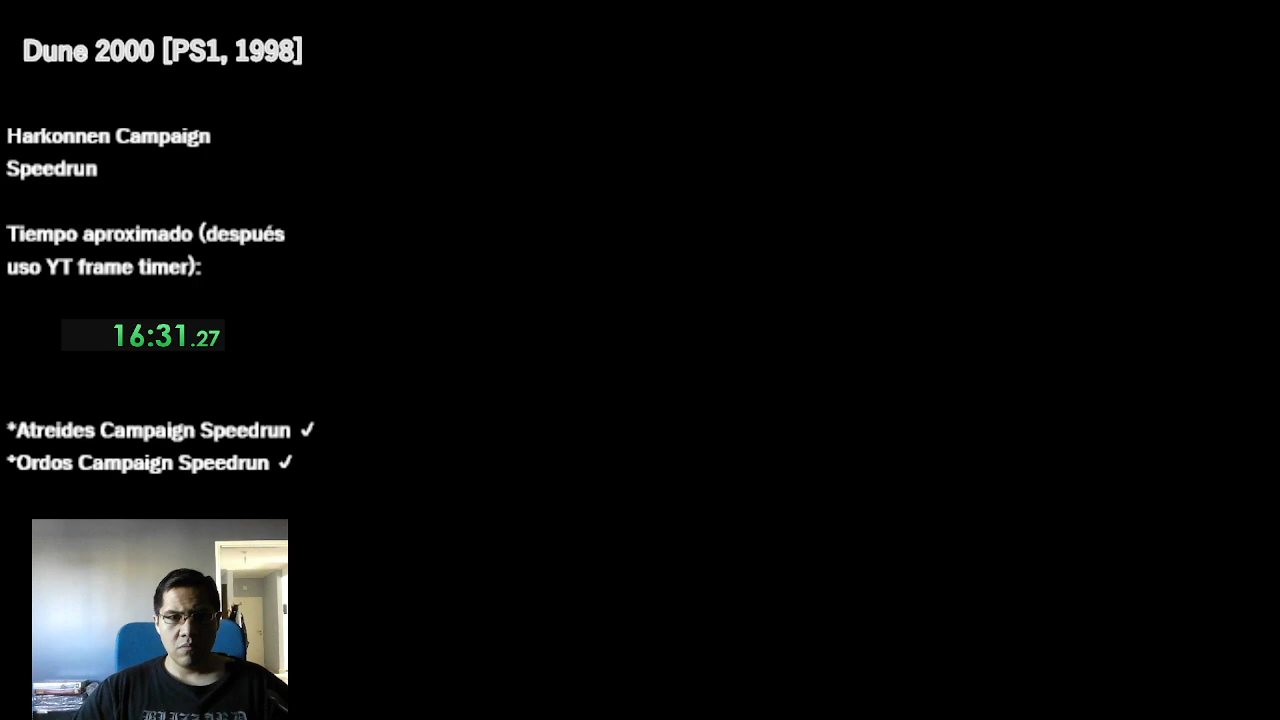 Dune 2000 [PS1, 1998]
Harkonnen Campaign
Speedrun
Tiempo aproximado (después
uso YT frame timer):
16:31.27
*Atreides Campaign Speedrun ✓
*Ordos Campaign Speedrun ✓
BLIZZARD